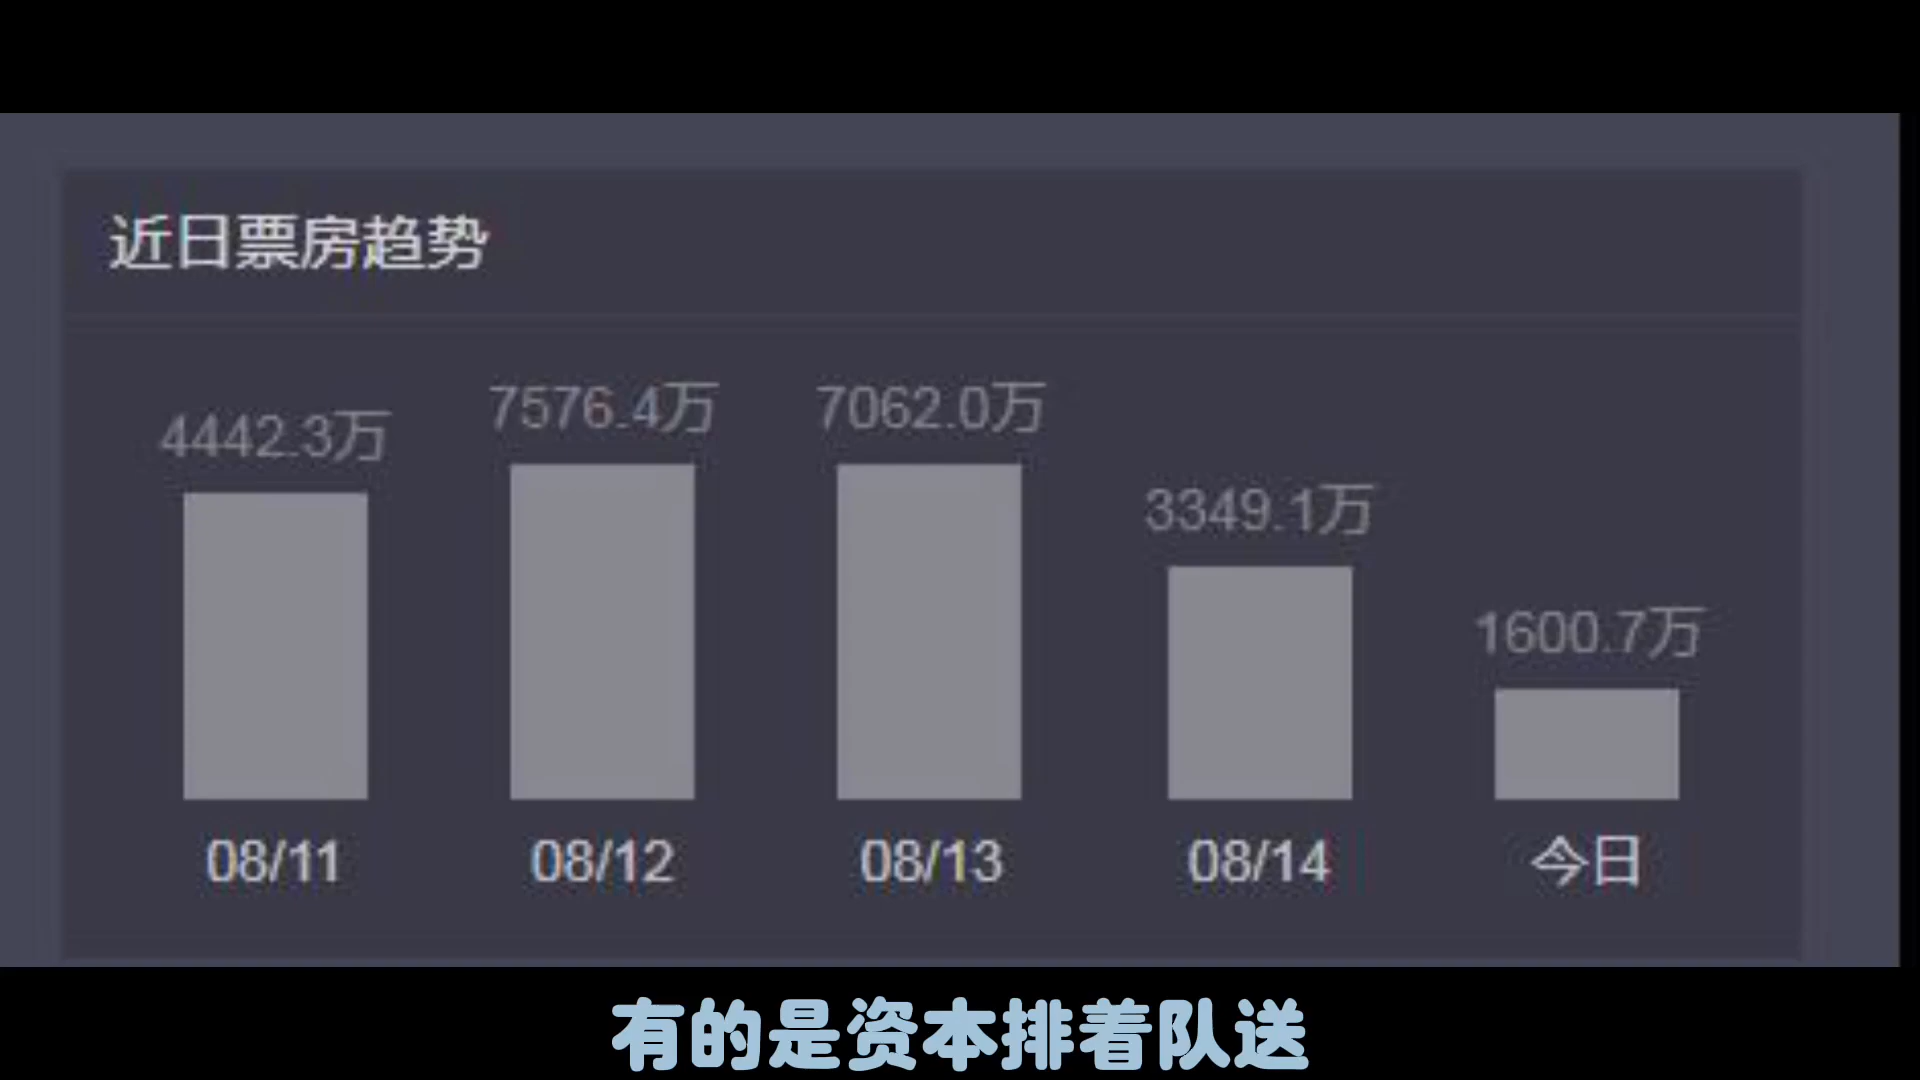 近日票房趋势
4442.3万
7576.4万
7062.0万
3349.1万
1600.7万
08/11
08/12
08/13
08/14
今日
有的是资本排着队送